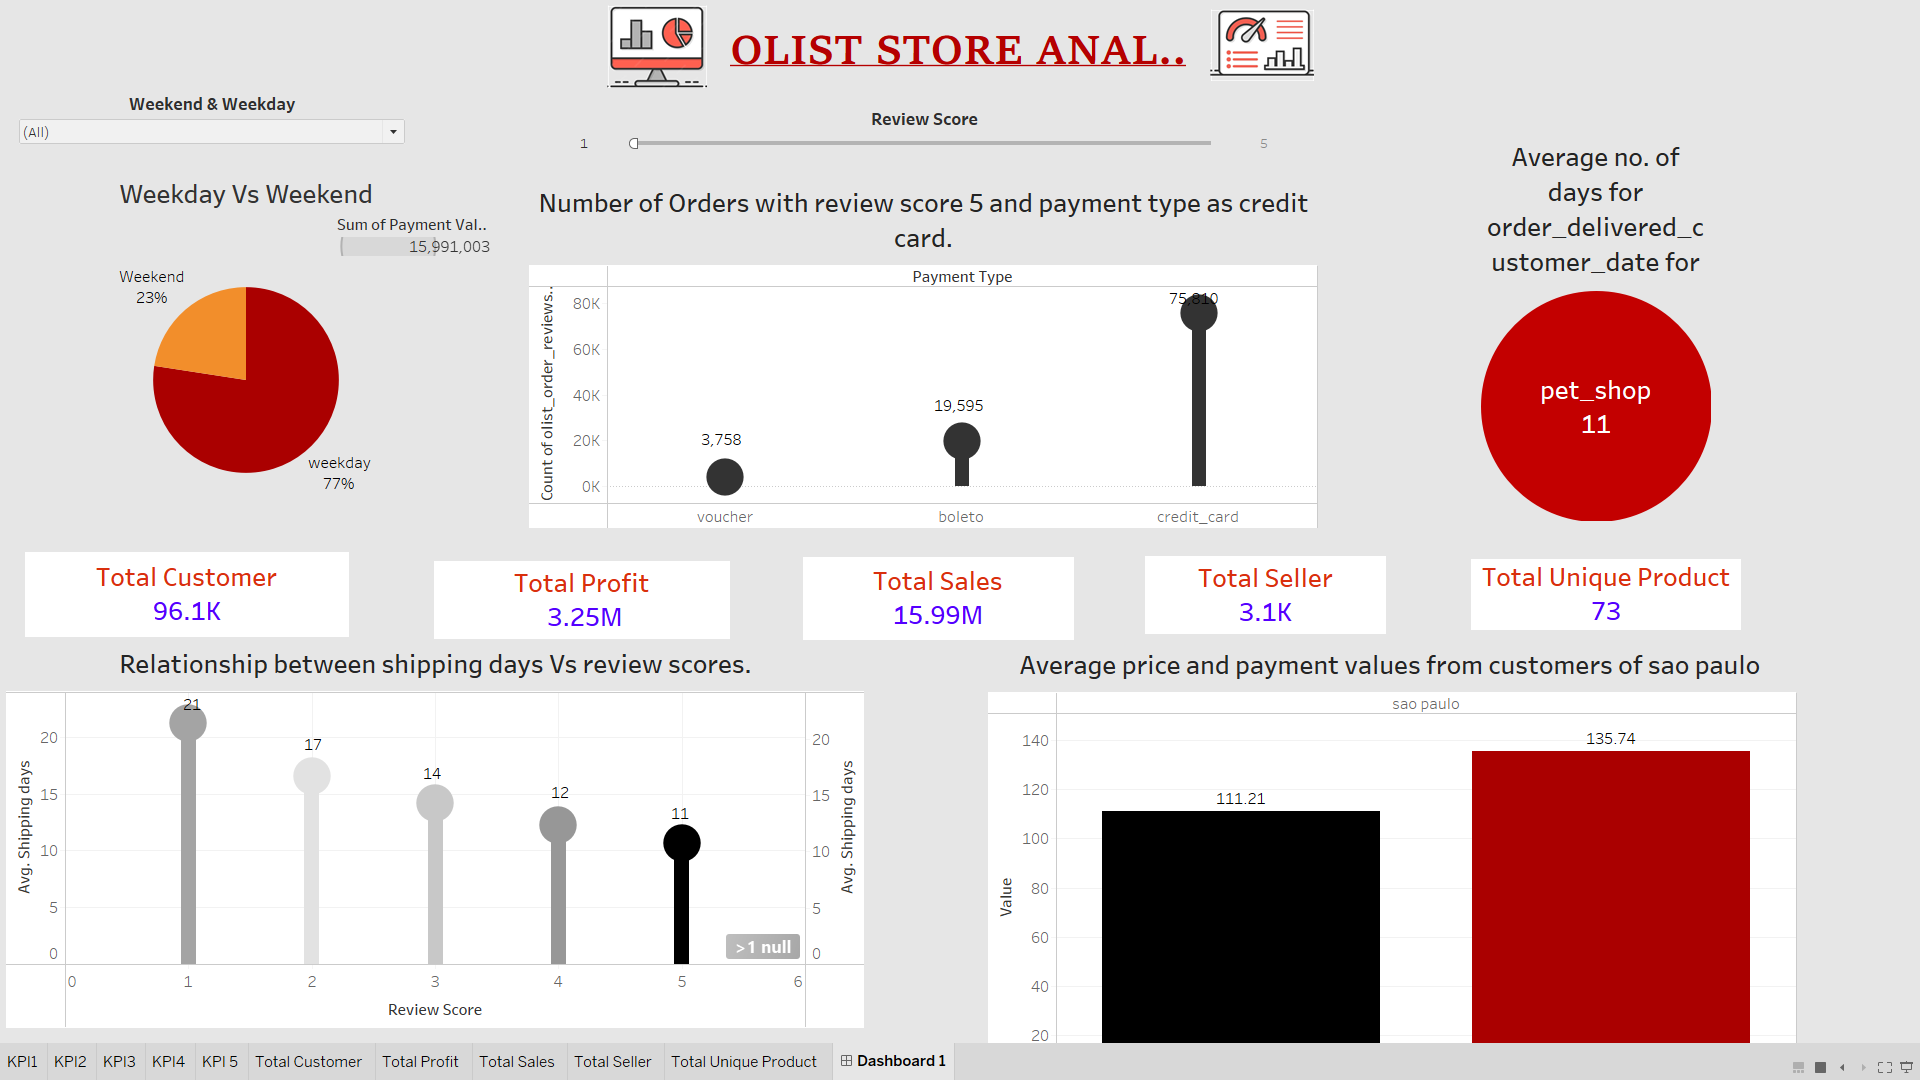 OLIST STORE ANAL..
Weekend & Weekday
(All)
Review Score
1
5
Weekday Vs Weekend
Sum of Payment Val..
15,991,003
Weekend
23%
weekday
77%
Number of Orders with review score 5 and payment type as credit
card.
Payment Type
Count of olist_order_reviews..
80K
60K
40K
20K
0K
3,758
19,595
75,810
voucher
boleto
credit_card
Average no. of
days for
order_delivered_c
ustomer_date for
pet_shop
11
Total Customer
96.1K
Total Profit
3.25M
Total Sales
15.99M
Total Seller
3.1K
Total Unique Product
73
Relationship between shipping days Vs review scores.
Avg. Shipping days
20
15
10
5
0
21
17
14
12
11
>1 null
20
15
10
5
0
Avg. Shipping days
0
1
2
3
4
5
6
Review Score
Average price and payment values from customers of sao paulo
sao paulo
Value
140
120
100
80
60
40
20
111.21
135.74
KPI1
KPI2
KPI3
KPI4
KPI 5
Total Customer
Total Profit
Total Sales
Total Seller
Total Unique Product
Dashboard 1